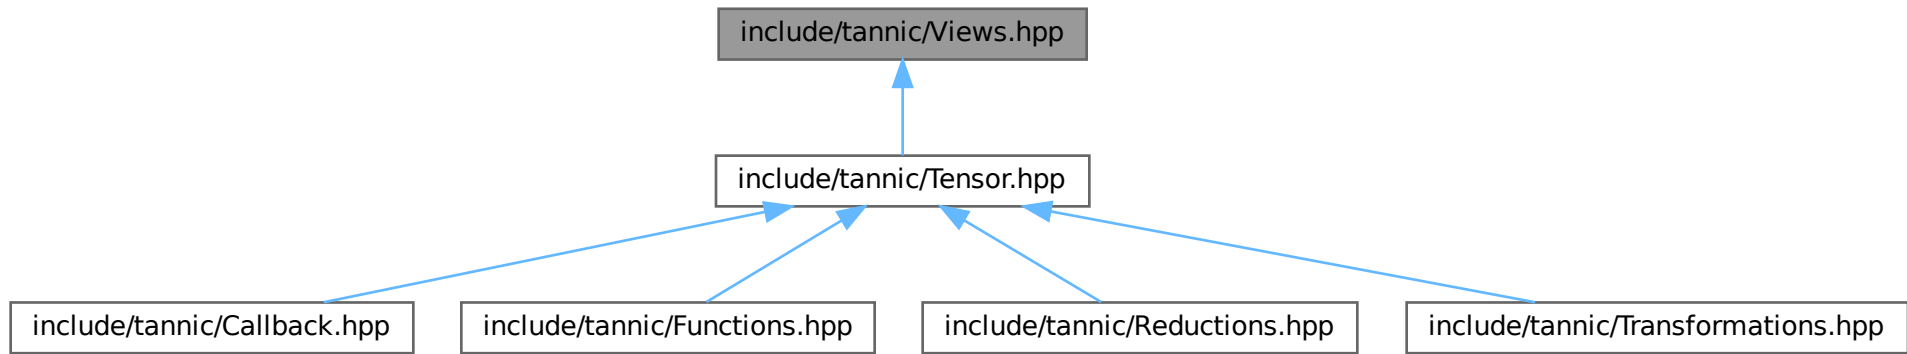 include/tannic/Views.hpp
include/tannic/Tensor.hpp
include/tannic/Callback.hpp
include/tannic/Functions.hpp
include/tannic/Reductions.hpp
include/tannic/Transformations.hpp